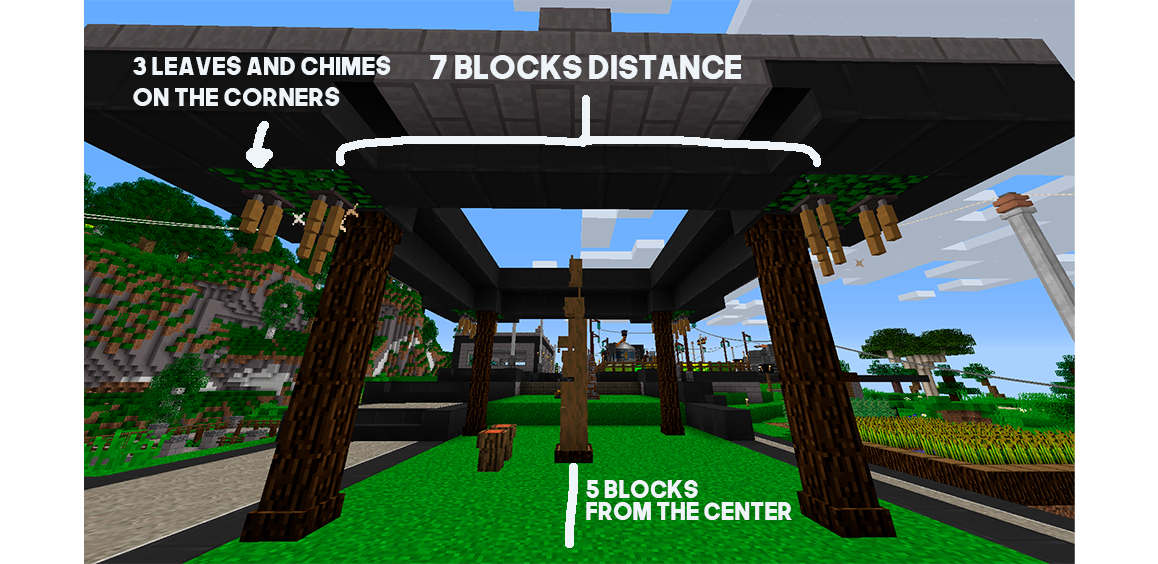 3 LEAVES AND CHIMES
ON THE CORNERS
7 BLOCKS DISTANCE
5 BLOCKS
FROM THE CENTER